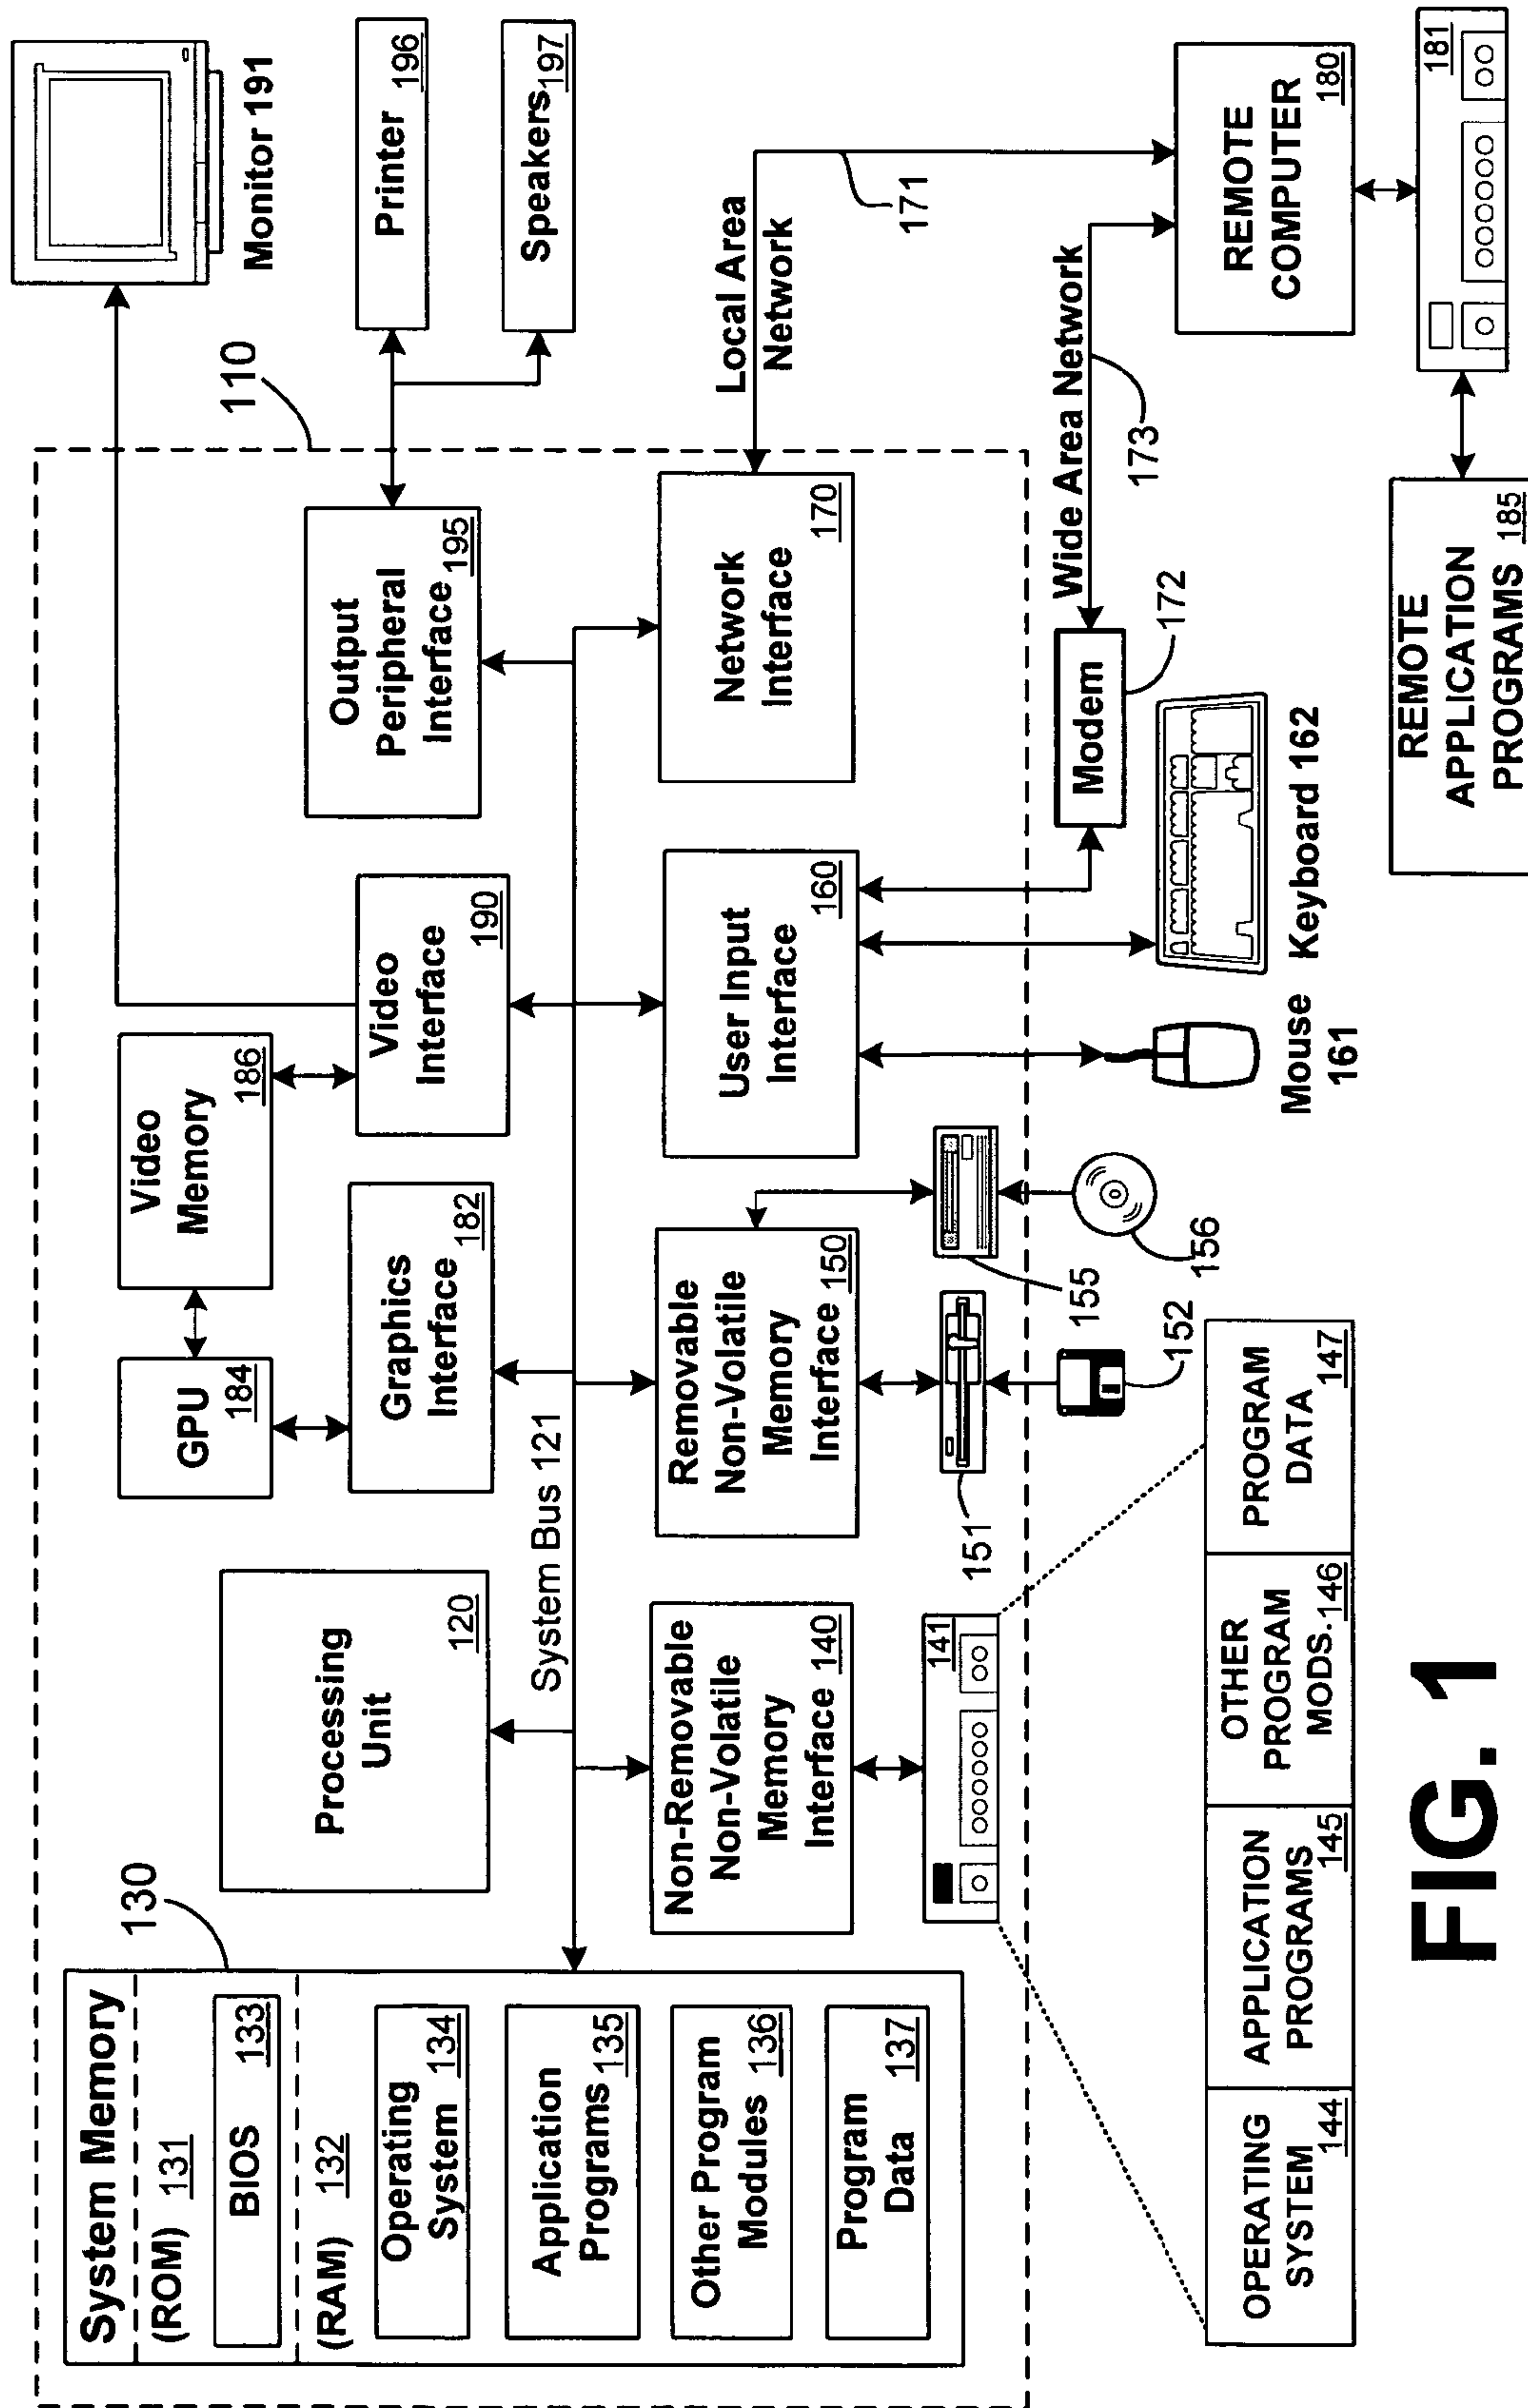 System Memory
(ROM) 131
BIOS 133
(RAM) 132
Operating
System 134
Application
Programs 135
Other Program
Modules 136
Program
Data 137
130
Processing
Unit
120
System Bus 121
GPU
184
Video
Memory
186
Graphics
Interface
182
Video
Interface
190
Output
Peripheral
Interface 195
110
Monitor 191
Printer
196
Speakers 197
Non-Removable
Non-Volatile
Memory
Interface 140
Removable
Non-Volatile
Memory
Interface 150
User Input
Interface
160
Network
Interface
170
Local Area
Network
171
141
151
152
155
156
Mouse
161
Keyboard 162
Modem
172
Wide Area Network
173
REMOTE
COMPUTER
180
181
REMOTE
APPLICATION
PROGRAMS 185
OPERATING
SYSTEM
144
APPLICATION
PROGRAMS
145
OTHER
PROGRAM
MODS. 146
PROGRAM
DATA
147
FIG. 1